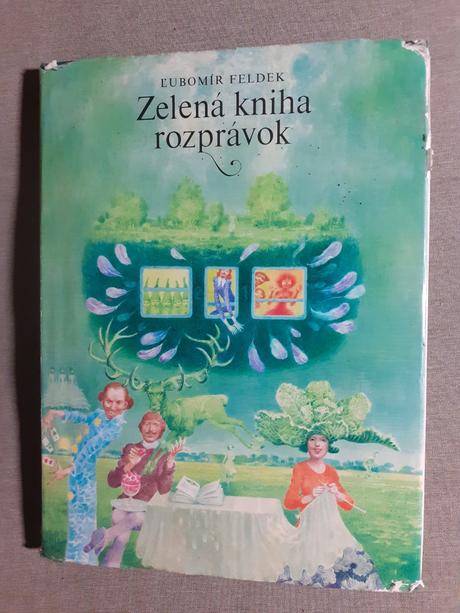 ĽUBOMÍR FELDEK
Zelená kniha
rozprávok